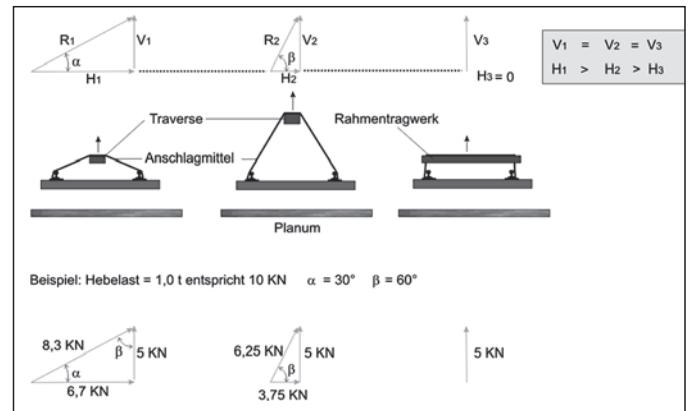 R1 V1 R2 V2 V3
α β
H1 H2 H3 = 0
V1 = V2 = V3
H1 > H2 > H3
Traverse
Rahmentragwerk
Anschlagmittel
Planum
Beispiel: Hebelast = 1,0 t entspricht 10 KN α = 30° β = 60°
8,3 KN β 5 KN 6,25 KN 5 KN 5 KN
α β
6,7 KN 3,75 KN